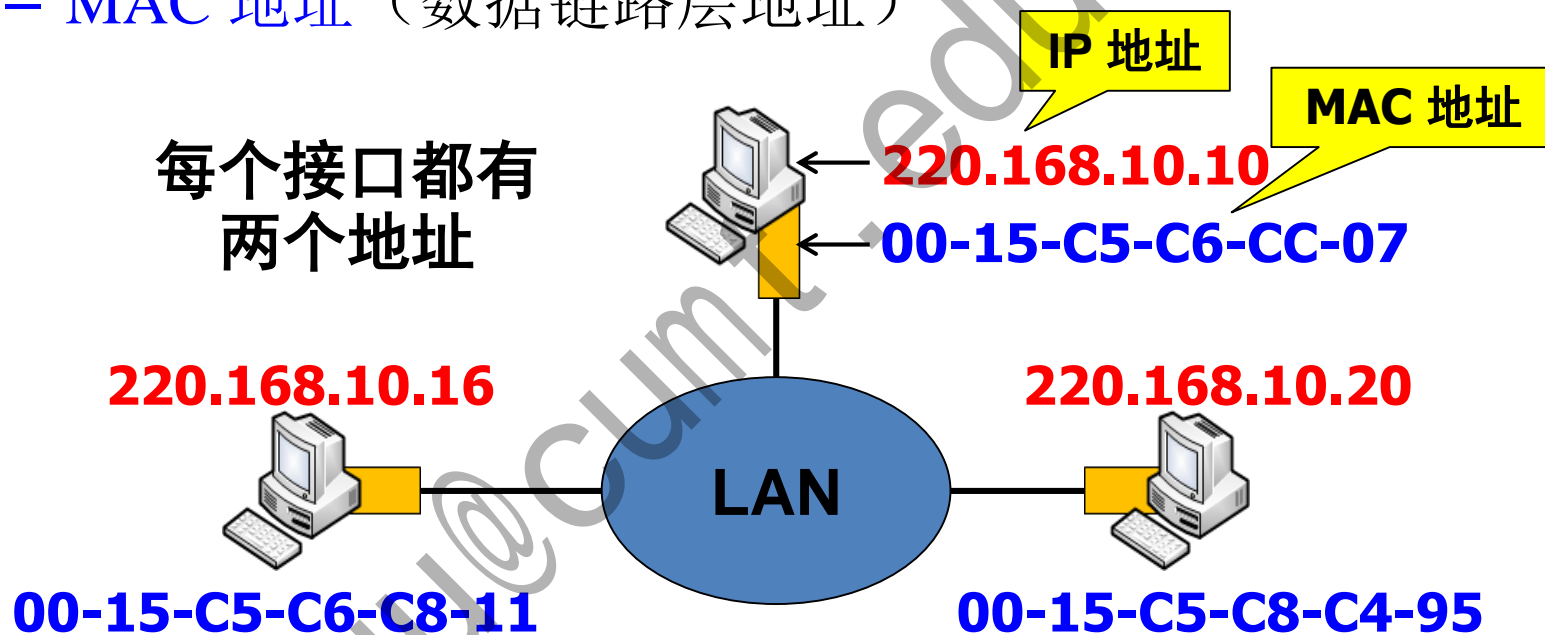 – MAC 地址（数据链路层地址）
IP 地址
MAC 地址
每个接口都有
两个地址
220.168.10.10
00-15-C5-C6-CC-07
220.168.10.16
220.168.10.20
LAN
00-15-C5-C6-C8-11
00-15-C5-C8-C4-95
u@cumt.edu